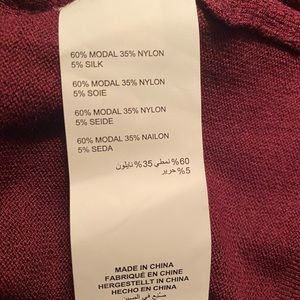 60% MODAL 35% NYLON
5% SILK
60% MODAL 35% NYLON
5% SOIE
60% MODAL 35% NYLON
5% SEIDE
60% MODAL 35% NAILON
5% SEDA
60% نمطي 35% نايلون
5% حرير
MADE IN CHINA
FABRIQUÉ EN CHINE
HERGESTELLT IN CHINA
HECHO EN CHINA
صنع في الصين